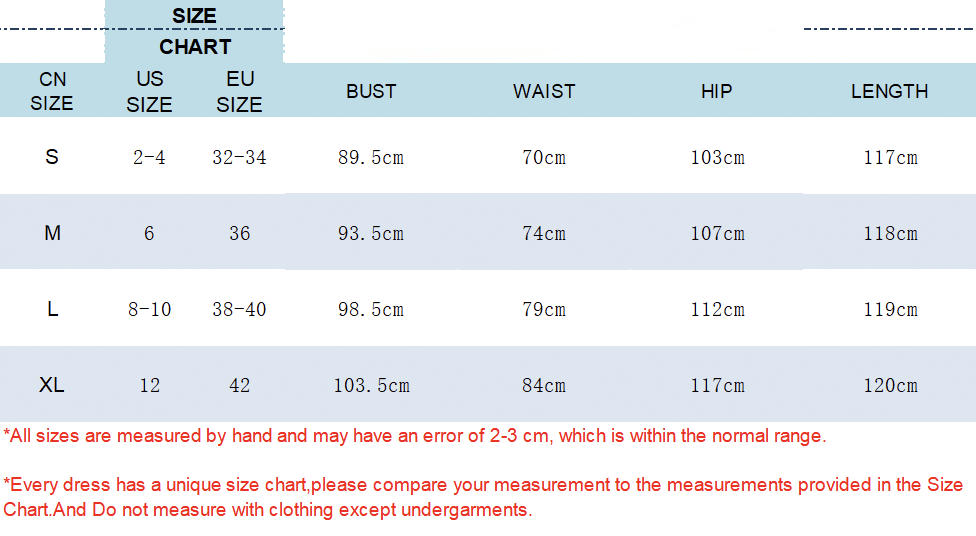 SIZE
CHART
CN SIZE US SIZE EU SIZE BUST WAIST HIP LENGTH
S 2-4 32-34 89.5cm 70cm 103cm 117cm
M 6 36 93.5cm 74cm 107cm 118cm
L 8-10 38-40 98.5cm 79cm 112cm 119cm
XL 12 42 103.5cm 84cm 117cm 120cm
*All sizes are measured by hand and may have an error of 2-3 cm, which is within the normal range.
*Every dress has a unique size chart,please compare your measurement to the measurements provided in the Size
Chart.And Do not measure with clothing except undergarments.